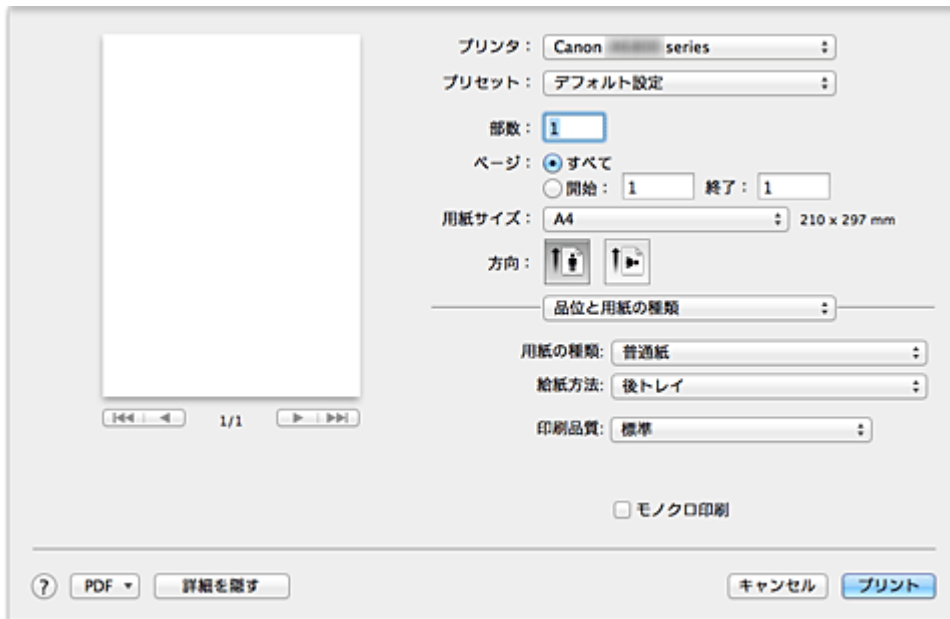 プリンタ： Canon series
プリセット： デフォルト設定
部数： 1
ページ： すべて
開始： 1 終了： 1
用紙サイズ： A4 210 x 297 mm
方向：
品位と用紙の種類
用紙の種類: 普通紙
給紙方法: 後トレイ
1/1
印刷品質: 標準
モノクロ印刷
? PDF 詳細を隠す キャンセル プリント